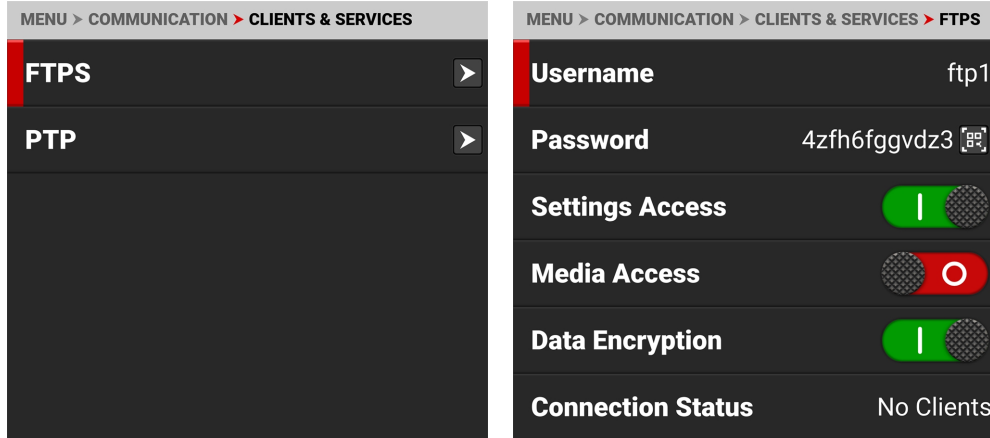 MENU > COMMUNICATION > CLIENTS & SERVICES
FTPS
PTP
MENU > COMMUNICATION > CLIENTS & SERVICES > FTPS
Username ftp1
Password 4zfh6fggvdz3
Settings Access
Media Access
Data Encryption
Connection Status No Clients